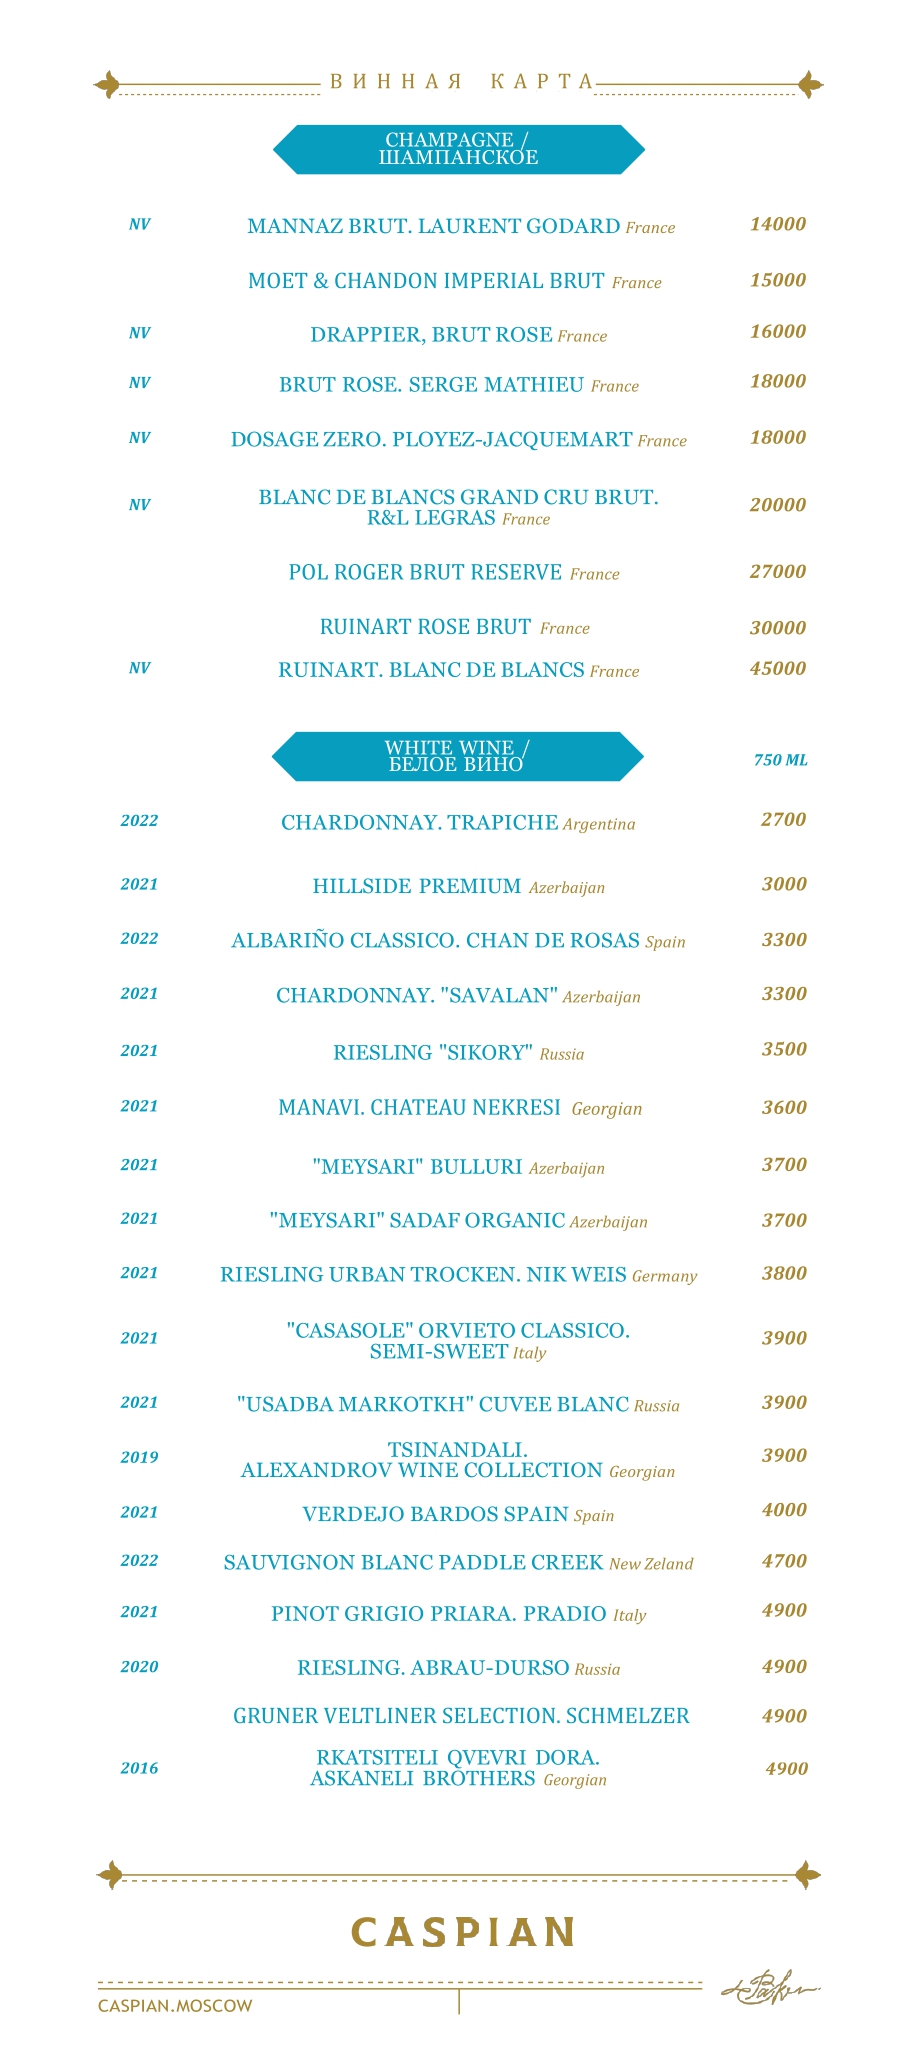 ВИННАЯ КАРТА
CHAMPAGNE /
ШАМПАНСКОЕ
NV MANNAZ BRUT. LAURENT GODARD France 14000
MOET & CHANDON IMPERIAL BRUT France 15000
NV DRAPPIER, BRUT ROSE France 16000
NV BRUT ROSE. SERGE MATHIEU France 18000
NV DOSAGE ZERO. PLOYEZ-JACQUEMART France 18000
NV BLANC DE BLANCS GRAND CRU BRUT.
R&L LEGRAS France 20000
POL ROGER BRUT RESERVE France 27000
RUINART ROSE BRUT France 30000
NV RUINART. BLANC DE BLANCS France 45000
WHITE WINE /
БЕЛОЕ ВИНО
750 ML
2022 CHARDONNAY. TRAPICHE Argentina 2700
2021 HILLSIDE PREMIUM Azerbaijan 3000
2022 ALBARIÑO CLASSICO. CHAN DE ROSAS Spain 3300
2021 CHARDONNAY. "SAVALAN" Azerbaijan 3300
2021 RIESLING "SIKORY" Russia 3500
2021 MANAVI. CHATEAU NEKRESI Georgian 3600
2021 "MEYSARI" BULLURI Azerbaijan 3700
2021 "MEYSARI" SADAF ORGANIC Azerbaijan 3700
2021 RIESLING URBAN TROCKEN. NIK WEIS Germany 3800
2021 "CASASOLE" ORVIETO CLASSICO.
SEMI-SWEET Italy 3900
2021 "USADBA MARKOTKH" CUVEE BLANC Russia 3900
2019 TSINANDALI.
ALEXANDROV WINE COLLECTION Georgian 3900
2021 VERDEJO BARDOS SPAIN Spain 4000
2022 SAUVIGNON BLANC PADDLE CREEK New Zeland 4700
2021 PINOT GRIGIO PRIARA. PRADIO Italy 4900
2020 RIESLING. ABRAU-DURSO Russia 4900
GRUNER VELTLINER SELECTION. SCHMELZER 4900
2016 RKATSITELI QVEVRI DORA.
ASKANELI BROTHERS Georgian 4900
CASPIAN
CASPIAN.MOSCOW